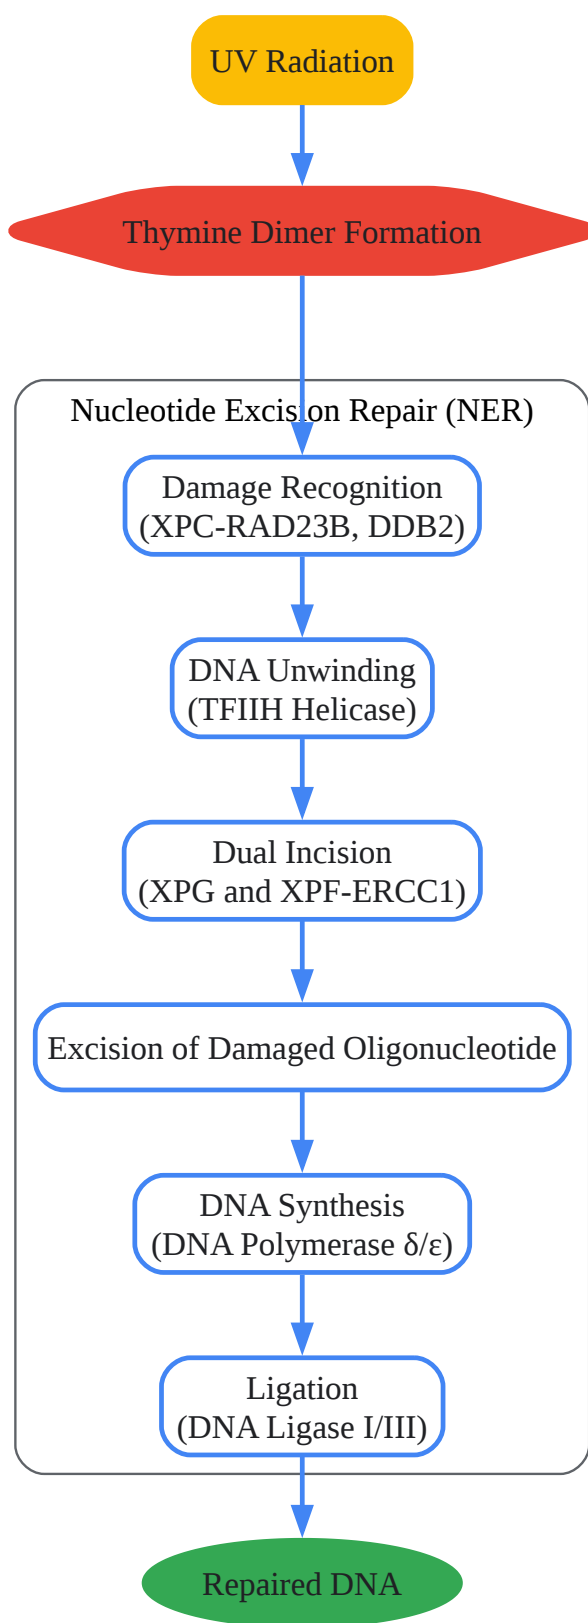 UV Radiation
Thymine Dimer Formation
Nucleotide Excision Repair (NER)
Damage Recognition
(XPC-RAD23B, DDB2)
DNA Unwinding
(TFIIH Helicase)
Dual Incision
(XPG and XPF-ERCC1)
Excision of Damaged Oligonucleotide
DNA Synthesis
(DNA Polymerase δ/ε)
Ligation
(DNA Ligase I/III)
Repaired DNA